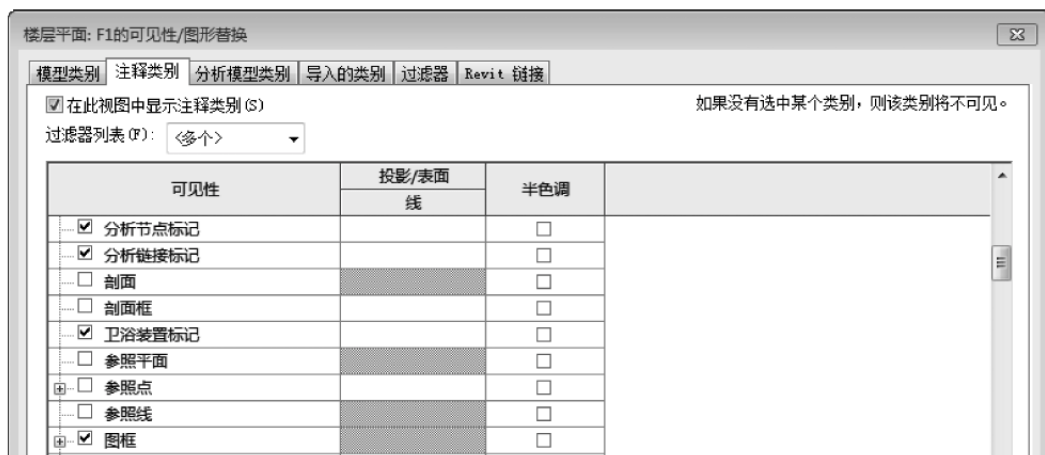 楼层平面: F1的可见性/图形替换
模型类别 注释类别 分析模型类别 导入的类别 过滤器 Revit 链接
在此视图中显示注释类别(S) 如果没有选中某个类别，则该类别将不可见。
过滤器列表(F): <多个>
可见性 投影/表面 半色调
线
分析节点标记
分析链接标记
剖面
剖面框
卫浴装置标记
参照平面
参照点
参照线
图框